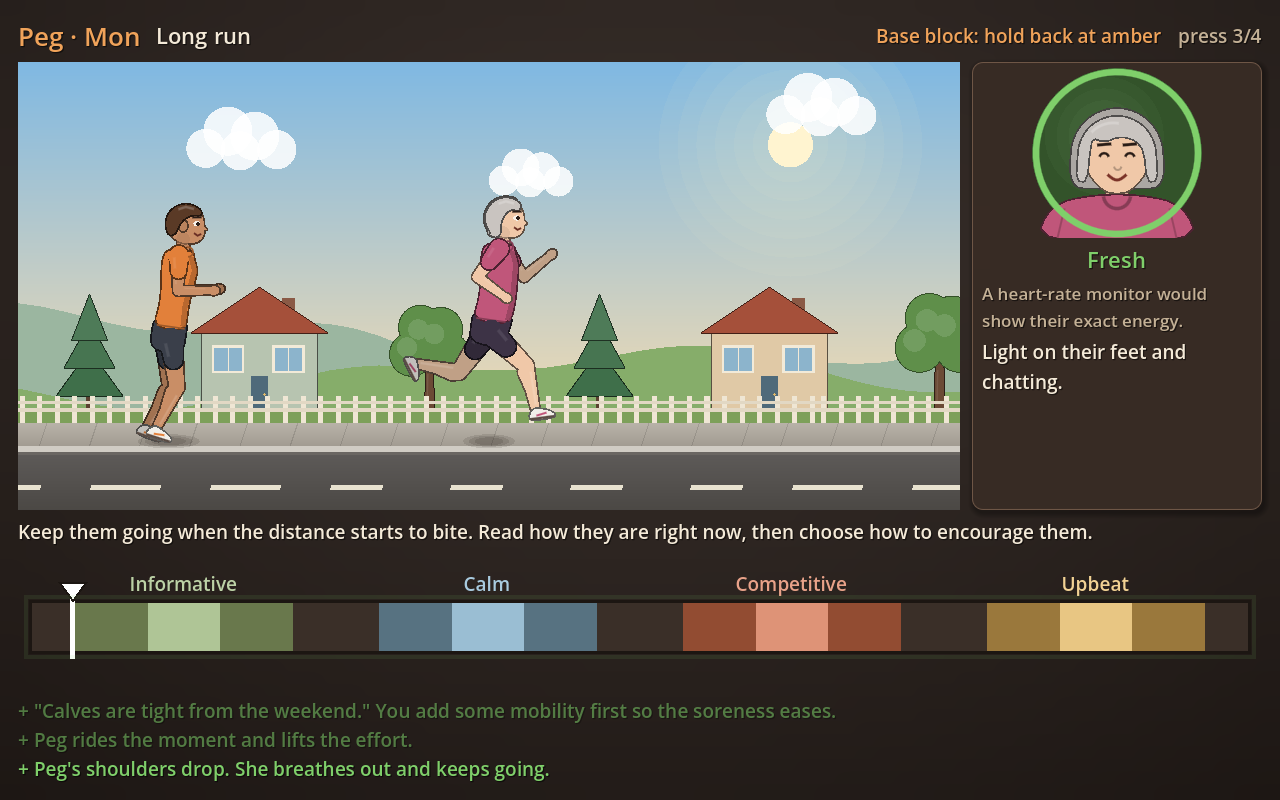 Peg · Mon Long run
Base block: hold back at amber press 3/4
Fresh
A heart-rate monitor would
show their exact energy.
Light on their feet and
chatting.
Keep them going when the distance starts to bite. Read how they are right now, then choose how to encourage them.
Informative Calm Competitive Upbeat
+ "Calves are tight from the weekend." You add some mobility first so the soreness eases.
+ Peg rides the moment and lifts the effort.
+ Peg's shoulders drop. She breathes out and keeps going.